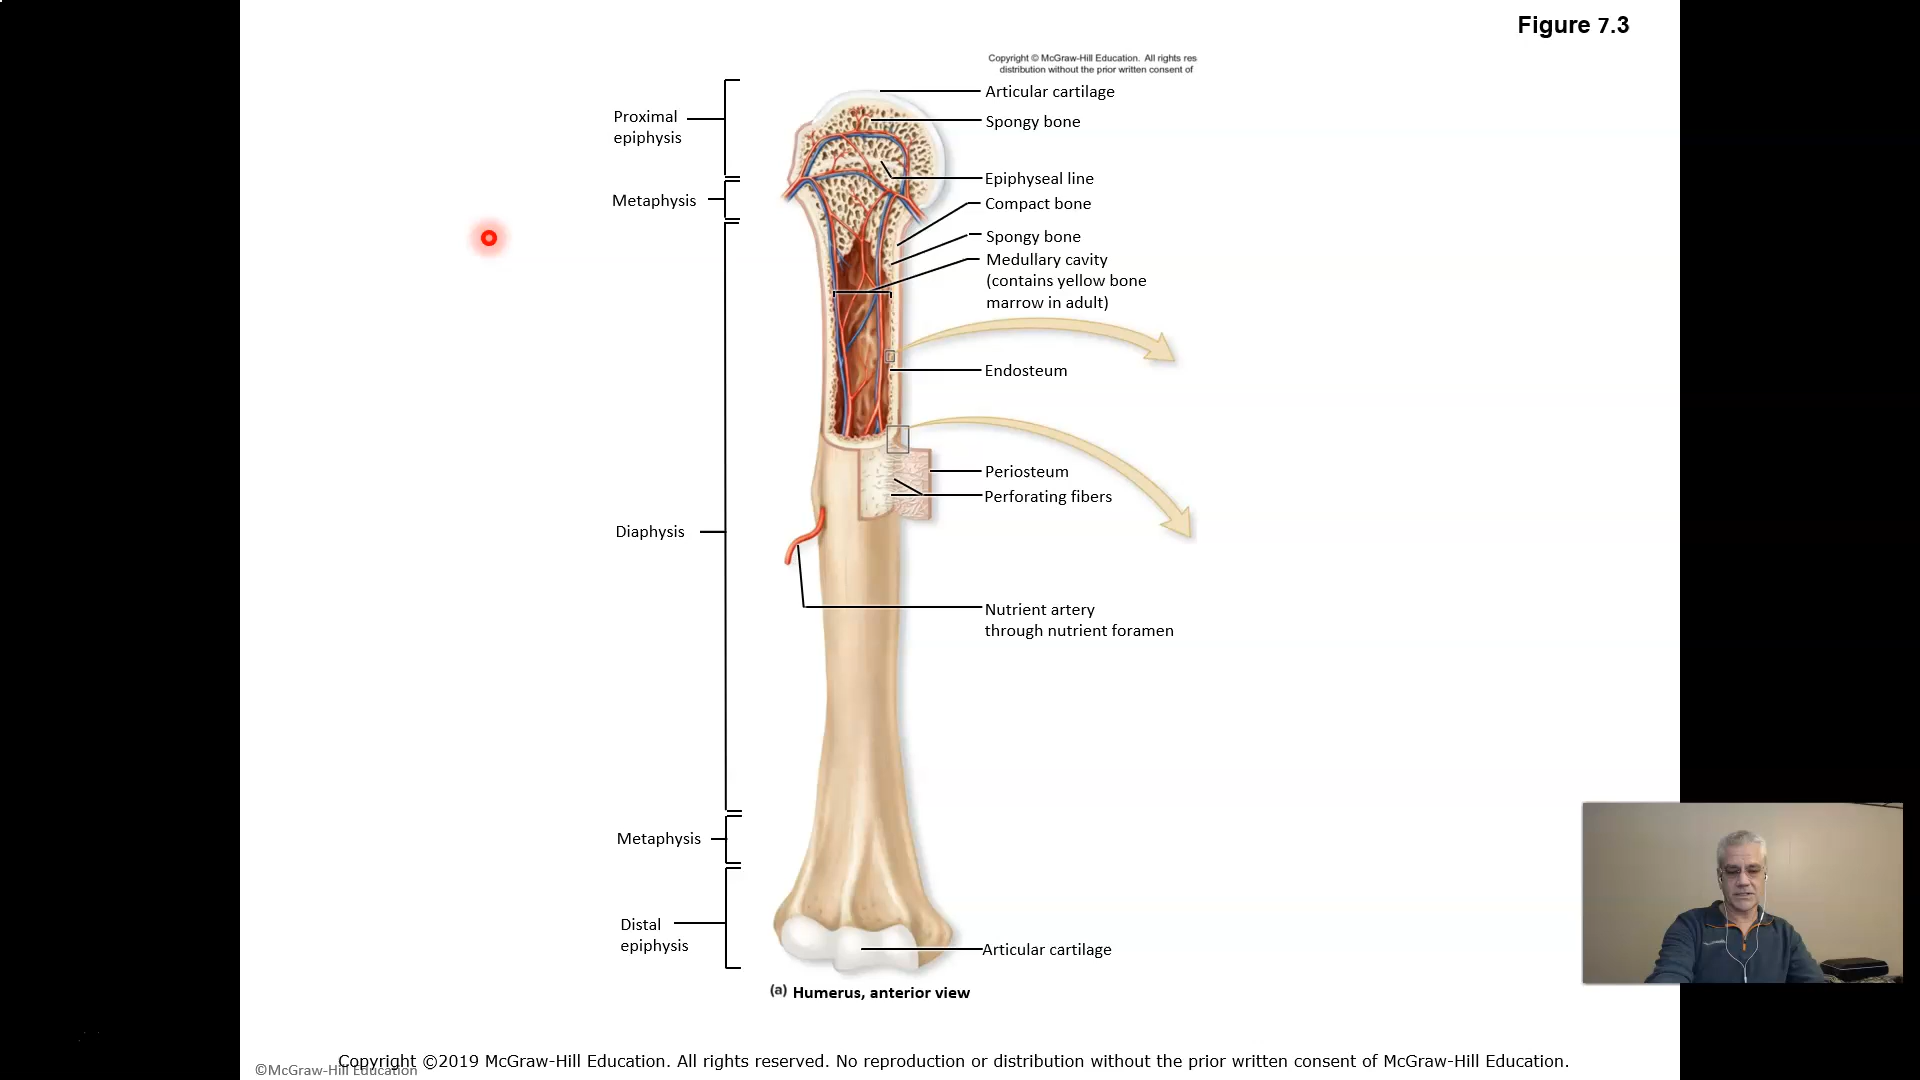 Figure 7.3
Copyright © McGraw-Hill Education. All rights res
distribution without the prior written consent of
Articular cartilage
Proximal
epiphysis
Spongy bone
Epiphyseal line
Metaphysis
Compact bone
Spongy bone
Medullary cavity
(contains yellow bone
marrow in adult)
Endosteum
Periosteum
Perforating fibers
Diaphysis
Nutrient artery
through nutrient foramen
Metaphysis
Distal
epiphysis
Articular cartilage
(a) Humerus, anterior view
Copyright ©2019 McGraw-Hill Education. All rights reserved. No reproduction or distribution without the prior written consent of McGraw-Hill Education.
©McGraw-Hill Education